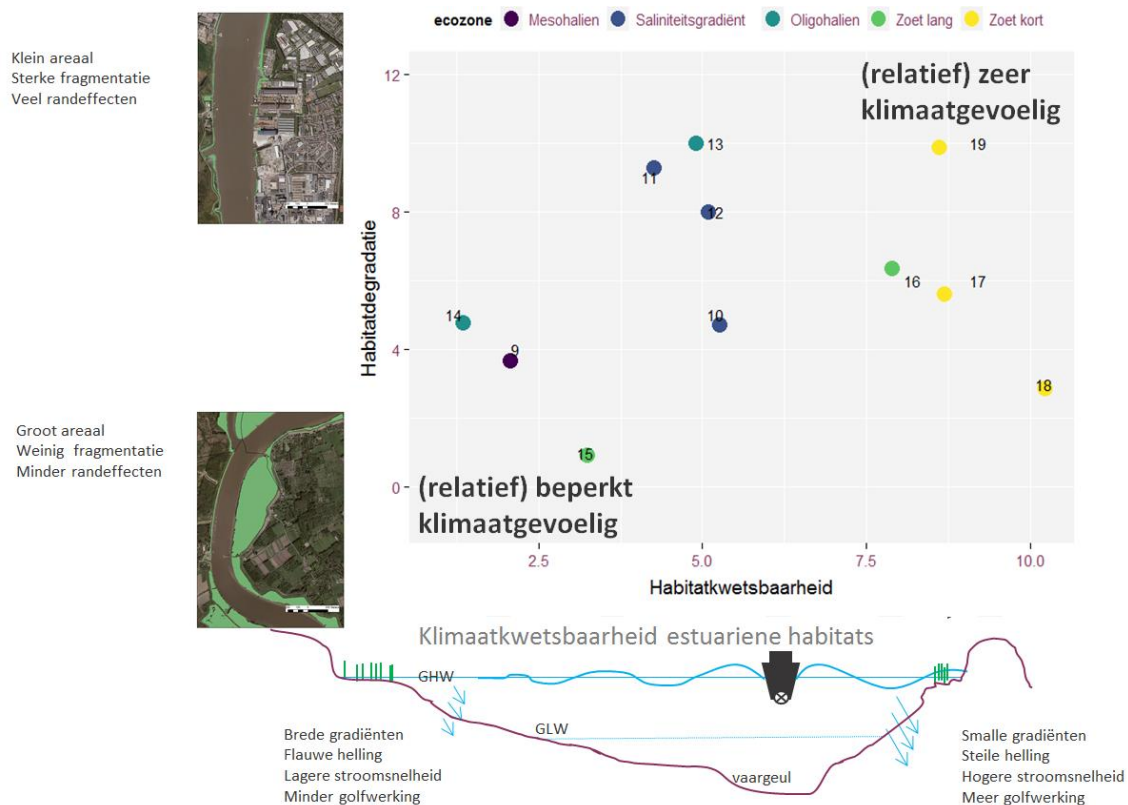 ecozone Mesohalien Saliniteitsgradiënt Oligohalien Zoet lang Zoet kort
Klein areaal
Sterke fragmentatie
Veel randeffecten
(relatief) zeer
klimaatgevoelig
Habitatdegradatie
12
8
4
0
13
19
11
12
16
17
14
10
9
18
15
Groot areaal
Weinig fragmentatie
Minder randeffecten
(relatief) beperkt
klimaatgevoelig
2.5 5.0 7.5 10.0
Habitatkwetsbaarheid
Klimaatkwetsbaarheid estuariene habitats
GHW
GLW
vaargeul
Brede gradiënten
Flauwe helling
Lagere stroomsnelheid
Minder golfwerking
Smalle gradiënten
Steile helling
Hogere stroomsnelheid
Meer golfwerking